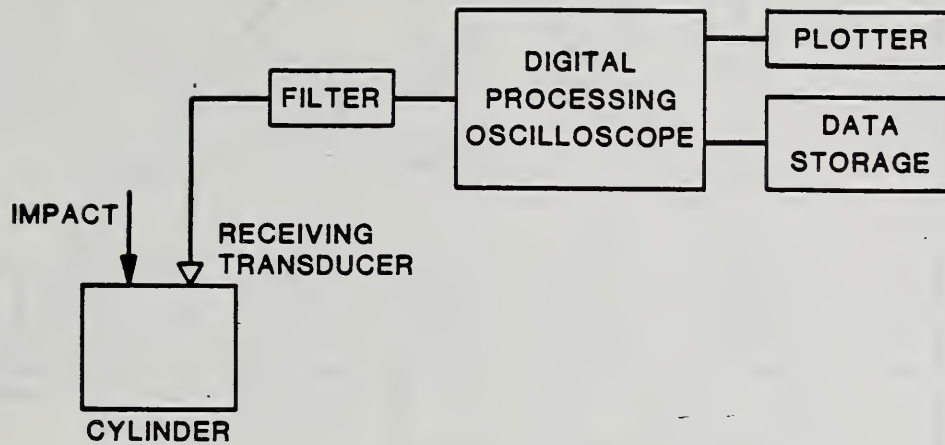 PLOTTER
DIGITAL
PROCESSING
OSCILLOSCOPE
FILTER
DATA
STORAGE
IMPACT
RECEIVING
TRANSDUCER
CYLINDER